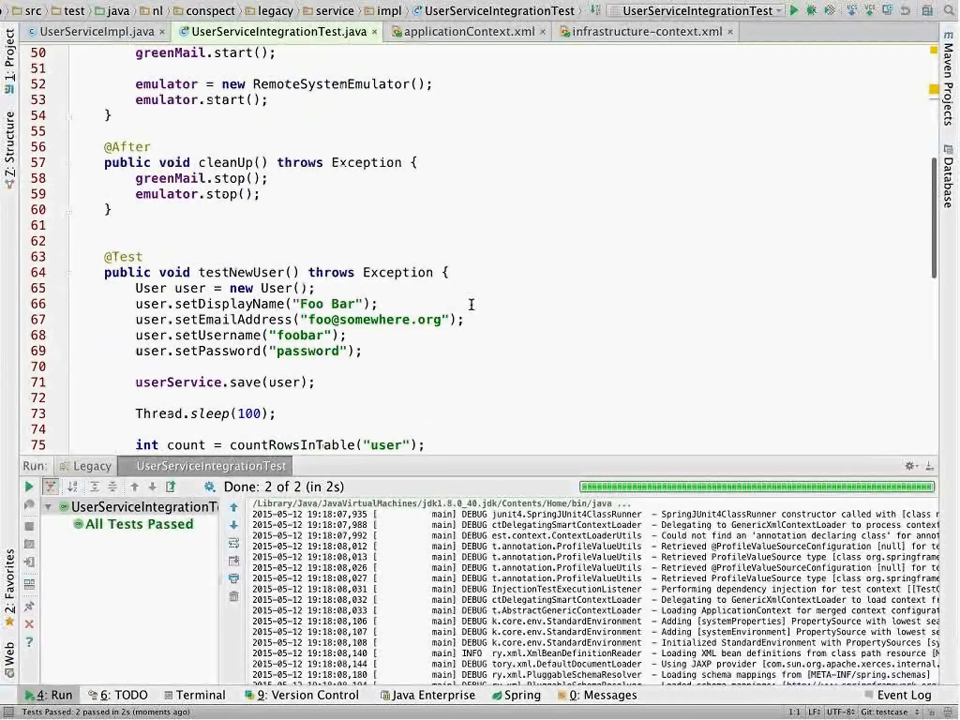 src test java nl conspect legacy service impl UserServiceIntegrationTest UserServiceIntegrationTest
UserServiceImpl.java × UserServiceIntegrationTest.java × applicationContext.xml × infrastructure-context.xml ×
1: Project
Z: Structure
2: Favorites
Web
Maven Projects
Database
50 greenMail.start();
51
52 emulator = new RemoteSystemEmulator();
53 emulator.start();
54 }
55
56 @After
57 public void cleanUp() throws Exception {
58 greenMail.stop();
59 emulator.stop();
60 }
61
62
63 @Test
64 public void testNewUser() throws Exception {
65 User user = new User();
66 user.setDisplayName("Foo Bar");
67 user.setEmailAddress("foo@somewhere.org");
68 user.setUsername("foobar");
69 user.setPassword("password");
70
71 userService.save(user);
72
73 Thread.sleep(100);
74
75 int count = countRowsInTable("user");
Run: Legacy UserServiceIntegrationTest
Done: 2 of 2 (in 2s)
UserServiceIntegrationT
All Tests Passed
/Library/Java/JavaVirtualMachines/jdk1.8.0_40.jdk/Contents/Home/bin/java ...
2015-05-12 19:18:07,935 [ main] DEBUG junit4.SpringJUnit4ClassRunner - SpringJUnit4ClassRunner constructor called with [class n
2015-05-12 19:18:07,988 [ main] DEBUG ctDelegatingSmartContextLoader - Delegating to GenericXmlContextLoader to process context
2015-05-12 19:18:07,992 [ main] DEBUG est.context.ContextLoaderUtils - Could not find an 'annotation declaring class' for annot
2015-05-12 19:18:08,012 [ main] DEBUG t.annotation.ProfileValueUtils - Retrieved @ProfileValueSourceConfiguration [null] for te
2015-05-12 19:18:08,013 [ main] DEBUG t.annotation.ProfileValueUtils - Retrieved ProfileValueSource type [class org.springframe
2015-05-12 19:18:08,026 [ main] DEBUG t.annotation.ProfileValueUtils - Retrieved @ProfileValueSourceConfiguration [null] for te
2015-05-12 19:18:08,027 [ main] DEBUG t.annotation.ProfileValueUtils - Retrieved ProfileValueSource type [class org.springframe
2015-05-12 19:18:08,031 [ main] DEBUG InjectionTestExecutionListener - Performing dependency injection for test context [[TestC
2015-05-12 19:18:08,032 [ main] DEBUG ctDelegatingSmartContextLoader - Delegating to GenericXmlContextLoader to load context fr
2015-05-12 19:18:08,033 [ main] DEBUG t.AbstractGenericContextLoader - Loading ApplicationContext for merged context configurat
2015-05-12 19:18:08,106 [ main] DEBUG k.core.env.StandardEnvironment - Adding [systemProperties] PropertySource with lowest sea
2015-05-12 19:18:08,107 [ main] DEBUG k.core.env.StandardEnvironment - Adding [systemEnvironment] PropertySource with lowest se
2015-05-12 19:18:08,108 [ main] DEBUG k.core.env.StandardEnvironment - Initialized StandardEnvironment with PropertySources [sy
2015-05-12 19:18:08,140 [ main] INFO ry.xml.XmlBeanDefinitionReader - Loading XML bean definitions from class path resource [M
2015-05-12 19:18:08,144 [ main] DEBUG tory.xml.DefaultDocumentLoader - Using JAXP provider [com.sun.org.apache.xerces.internal.
2015-05-12 19:18:08,174 [ main] DEBUG ry.xml.PluggableSchemaResolver - Loading schema mappings from [META-INF/spring.schemas]
4: Run 6: TODO Terminal 9: Version Control Java Enterprise Spring 0: Messages Event Log
Tests Passed: 2 passed in 2s (moments ago) 1:1 LF÷ UTF-8÷ Git: testcase